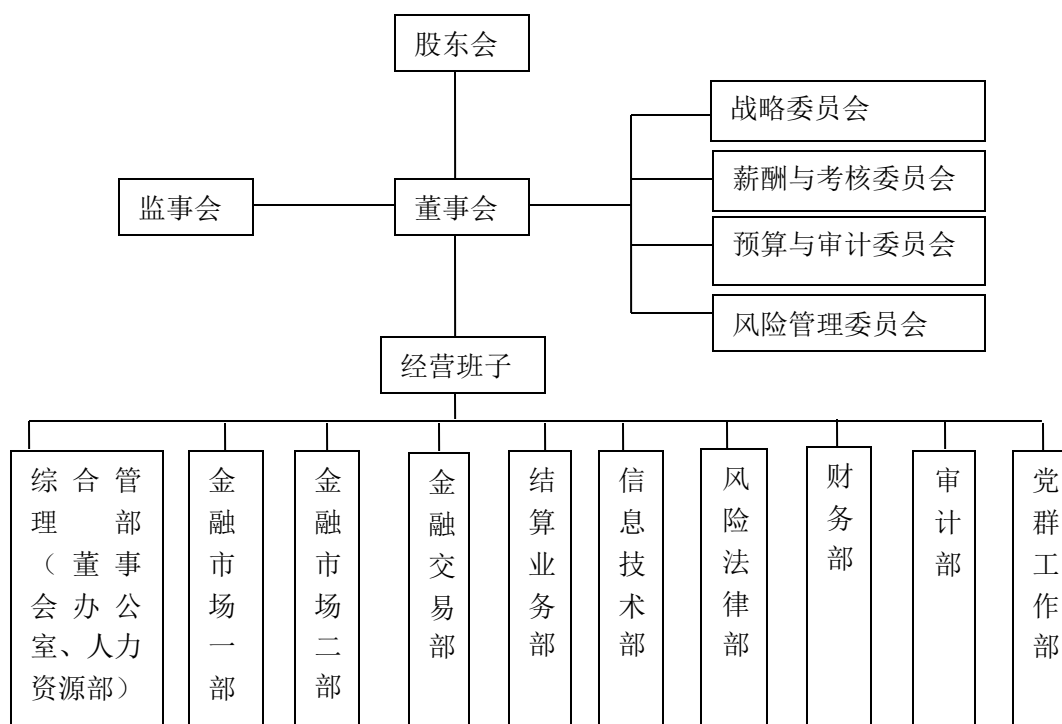 股东会
战略委员会
薪酬与考核委员会
监事会
董事会
预算与审计委员会
风险管理委员会
经营班子
综合管
理部
（董事
会办公
室、人力
资源部）
金融市场一部
金融市场二部
金融交易部
结算业务部
信息技术部
风险法律部
财务部
审计部
党群工作部